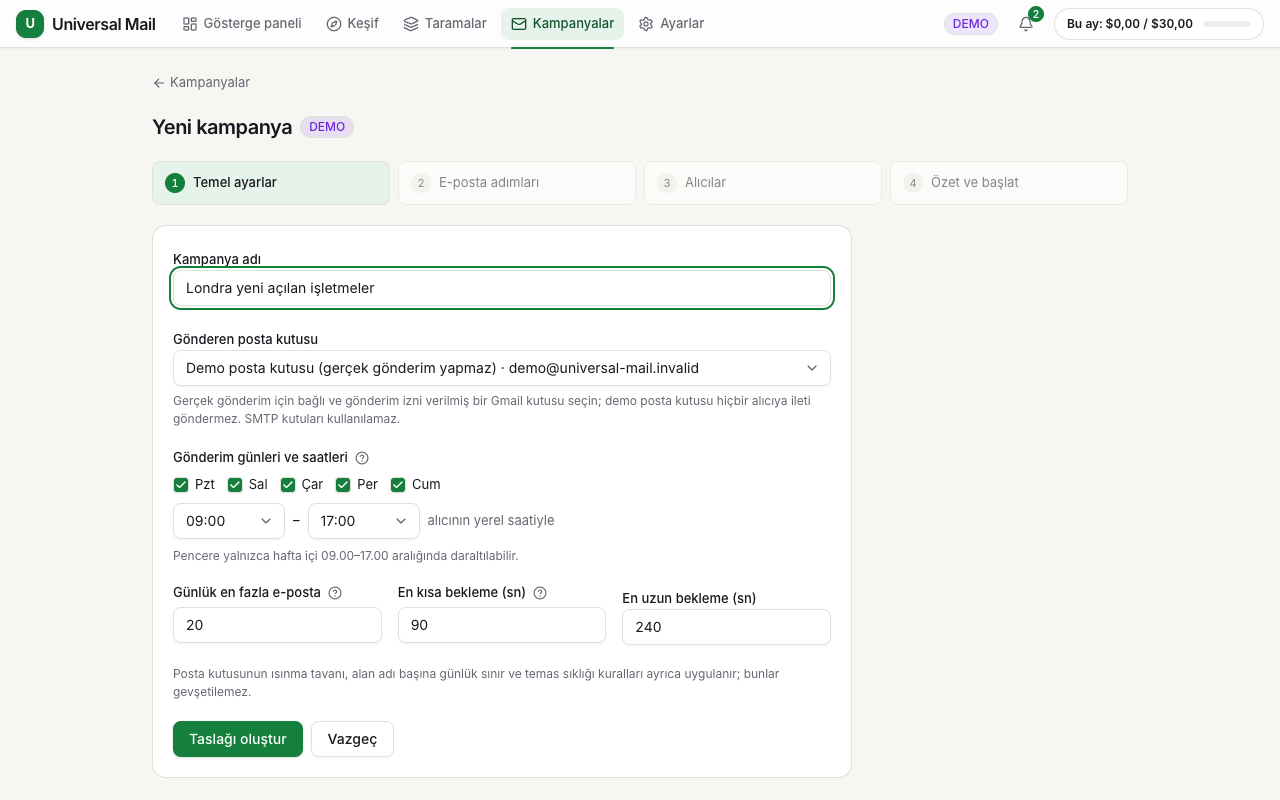 U Universal Mail Gösterge paneli Keşif Taramalar Kampanyalar Ayarlar DEMO 2 Bu ay: $0,00 / $30,00
← Kampanyalar
Yeni kampanya DEMO
1 Temel ayarlar 2 E-posta adımları 3 Alıcılar 4 Özet ve başlat
Kampanya adı
Londra yeni açılan işletmeler
Gönderen posta kutusu
Demo posta kutusu (gerçek gönderim yapmaz) · demo@universal-mail.invalid
Gerçek gönderim için bağlı ve gönderim izni verilmiş bir Gmail kutusu seçin; demo posta kutusu hiçbir alıcıya ileti
göndermez. SMTP kutuları kullanılamaz.
Gönderim günleri ve saatleri ?
Pzt Sal Çar Per Cum
09:00 – 17:00 alıcının yerel saatiyle
Pencere yalnızca hafta içi 09.00–17.00 aralığında daraltılabilir.
Günlük en fazla e-posta ? En kısa bekleme (sn) ? En uzun bekleme (sn)
20 90 240
Posta kutusunun ısınma tavanı, alan adı başına günlük sınır ve temas sıklığı kuralları ayrıca uygulanır; bunlar
gevşetilemez.
Taslağı oluştur Vazgeç